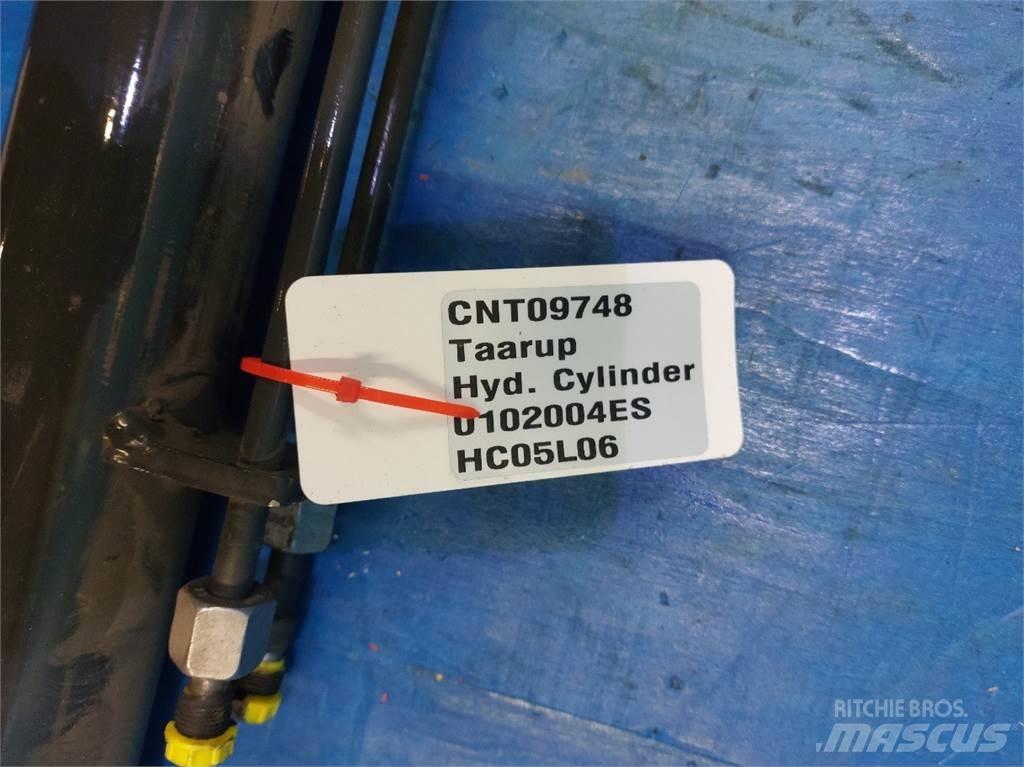 CNT09748
Taarup
Hyd. Cylinder
0102004ES
HC05L06
RITCHIE BROS.
MASCUS